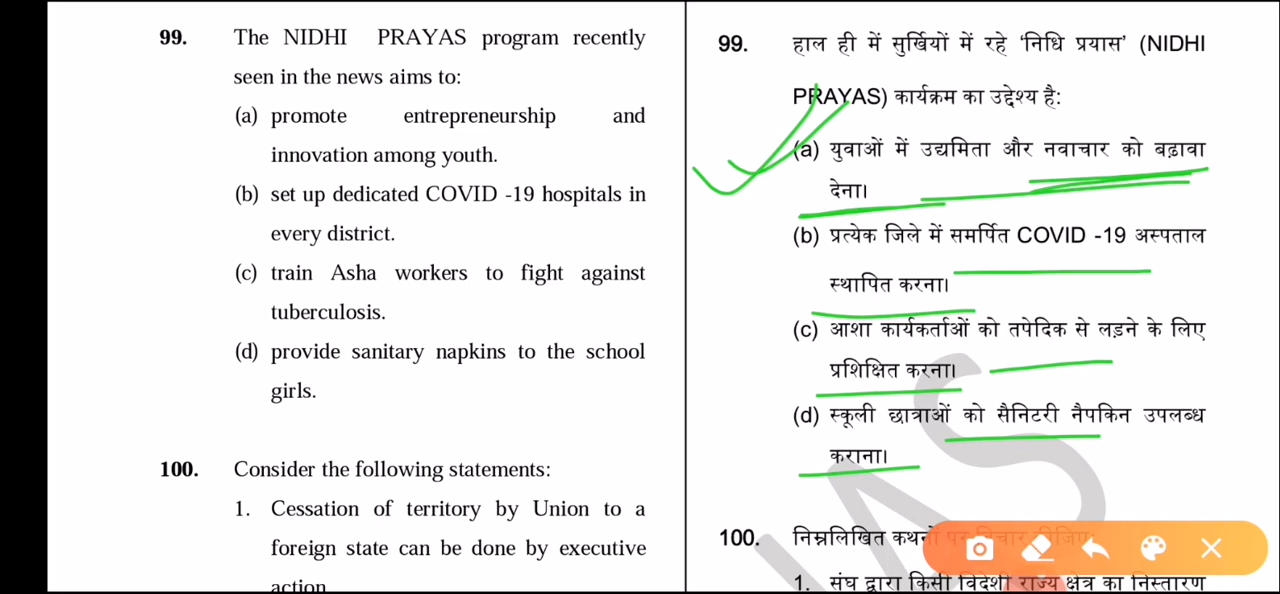 99. The NIDHI PRAYAS program recently
seen in the news aims to:
(a) promote entrepreneurship and
innovation among youth.
(b) set up dedicated COVID -19 hospitals in
every district.
(c) train Asha workers to fight against
tuberculosis.
(d) provide sanitary napkins to the school
girls.
100. Consider the following statements:
1. Cessation of territory by Union to a
foreign state can be done by executive
action
99. हाल ही में सुर्खियों में रहे ‘निधि प्रयास’ (NIDHI
PRAYAS) कार्यक्रम का उद्देश्य है:
(a) युवाओं में उद्यमिता और नवाचार को बढ़ावा
देना।
(b) प्रत्येक जिले में समर्पित COVID -19 अस्पताल
स्थापित करना।
(c) आशा कार्यकर्ताओं को तपेदिक से लड़ने के लिए
प्रशिक्षित करना।
(d) स्कूली छात्राओं को सैनिटरी नैपकिन उपलब्ध
कराना।
100. निम्नलिखित कथनों पर विचार कीजिए:
1. संघ द्वारा किसी विदेशी राज्य क्षेत्र का निस्तारण